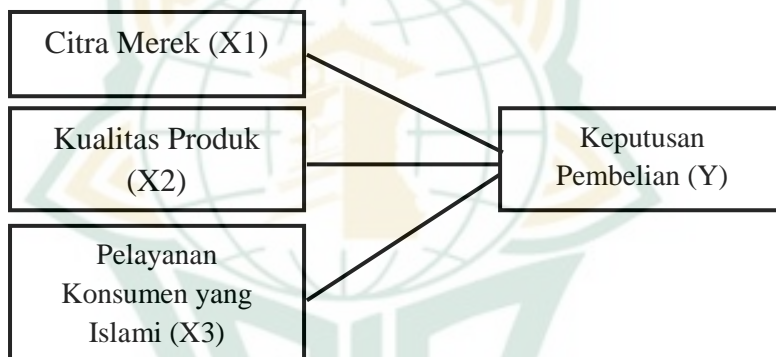 Citra Merek (X1)
Kualitas Produk
(X2)
Pelayanan
Konsumen yang
Islami (X3)
Keputusan
Pembelian (Y)